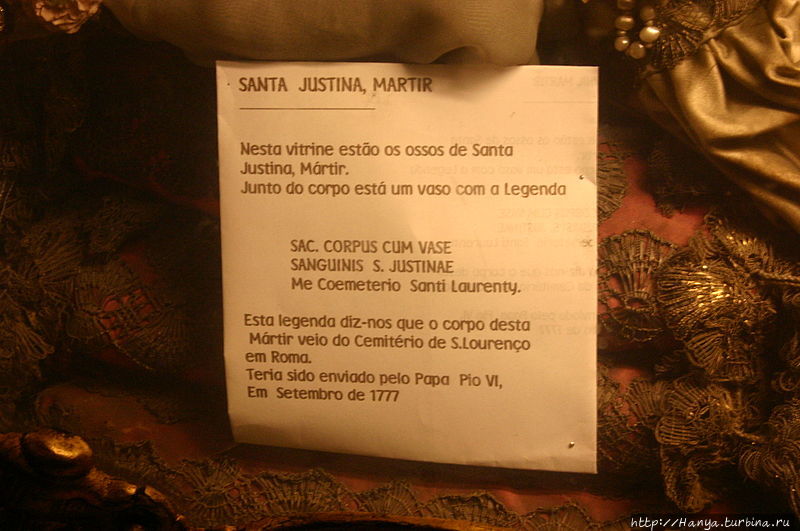 SANTA JUSTINA, MARTIR
Nesta vitrine estão os ossos de Santa
Justina, Mártir.
Junto do corpo está um vaso com a Legenda
SAC. CORPUS CUM VASE
SANGUINIS S. JUSTINAE
Me Coemeterio Santi Laurenty.
Esta legenda diz-nos que o corpo desta
Mártir veio do Cemitério de S.Lourenço
em Roma.
Teria sido enviado pelo Papa Pio VI,
Em Setembro de 1777
http://Hanya.turbina.ru